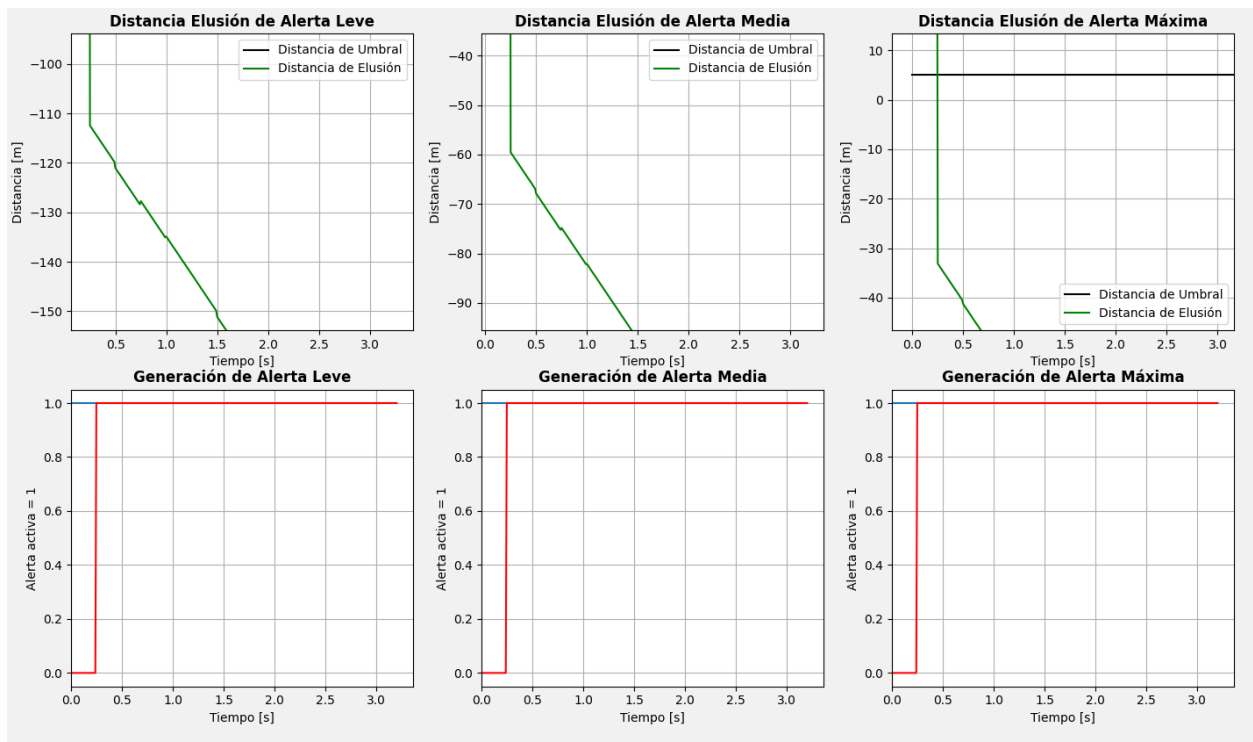 Distancia Elusión de Alerta Leve
Distancia [m]
−100
−110
−120
−130
−140
−150
Distancia de Umbral
Distancia de Elusión
0.5 1.0 1.5 2.0 2.5 3.0
Tiempo [s]
Distancia Elusión de Alerta Media
Distancia [m]
−40
−50
−60
−70
−80
−90
Distancia de Umbral
Distancia de Elusión
0.0 0.5 1.0 1.5 2.0 2.5 3.0
Tiempo [s]
Distancia Elusión de Alerta Máxima
Distancia [m]
10
0
−10
−20
−30
−40
Distancia de Umbral
Distancia de Elusión
0.0 0.5 1.0 1.5 2.0 2.5 3.0
Tiempo [s]
Generación de Alerta Leve
Alerta activa = 1
1.0
0.8
0.6
0.4
0.2
0.0
0.0 0.5 1.0 1.5 2.0 2.5 3.0
Tiempo [s]
Generación de Alerta Media
Alerta activa = 1
1.0
0.8
0.6
0.4
0.2
0.0
0.0 0.5 1.0 1.5 2.0 2.5 3.0
Tiempo [s]
Generación de Alerta Máxima
Alerta activa = 1
1.0
0.8
0.6
0.4
0.2
0.0
0.0 0.5 1.0 1.5 2.0 2.5 3.0
Tiempo [s]